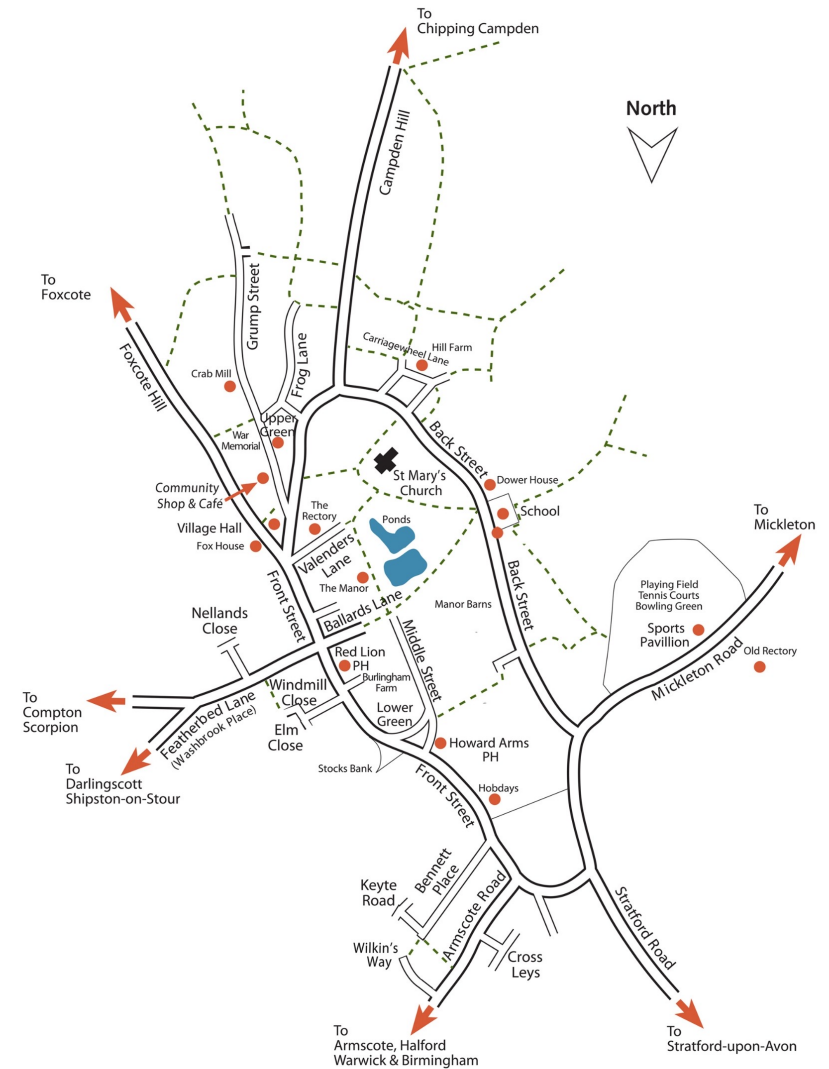 To
Chipping Campden
North
Campden Hill
To
Foxcote
Foxcote Hill
Grump Street
Frog Lane
Crab Mill
Carriagewheel Lane
Hill Farm
Upper
Green
War
Memorial
Back Street
St Mary's
Church
Dower House
School
Community
Shop & Café
The
Rectory
Village Hall
Fox House
Ponds
Valenders
Lane
The Manor
To
Mickleton
Back Street
Playing Field
Tennis Courts
Bowling Green
Sports
Pavillion
Old Rectory
Mickleton Road
Front Street
Ballards Lane
Manor Barns
Nellands
Close
Middle Street
Red Lion
PH
Burlingham
Farm
Windmill
Close
Lower
Green
Elm
Close
To
Compton
Scorpion
Featherbed Lane
(Washbrook Place)
To
Darlingscott
Shipston-on-Stour
Stocks Bank
Howard Arms
PH
Front Street
Hobdays
Bennett
Place
Keyte
Road
Armscote Road
Wilkin's
Way
Cross
Leys
Stratford Road
To
Armscote, Halford
Warwick & Birmingham
To
Stratford-upon-Avon